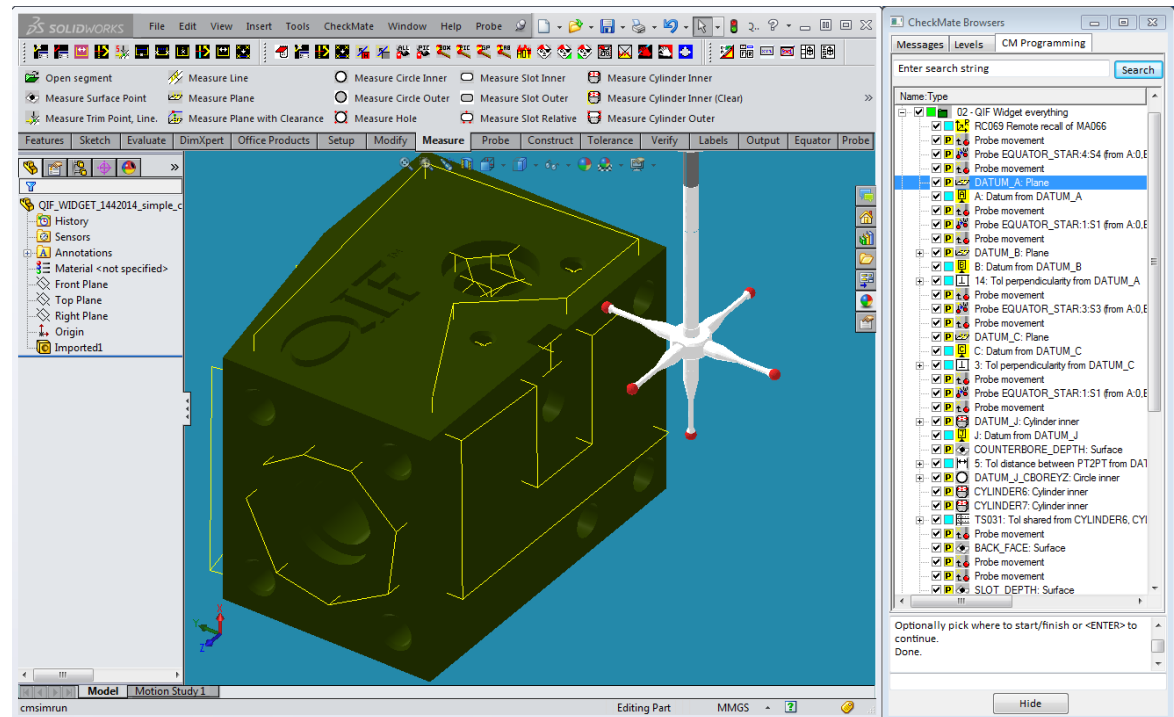 SOLIDWORKS File Edit View Insert Tools CheckMate Window Help Probe
Open segment Measure Line Measure Circle Inner Measure Slot Inner Measure Cylinder Inner
Measure Surface Point Measure Plane Measure Circle Outer Measure Slot Outer Measure Cylinder Inner (Clear)
Measure Trim Point, Line. Measure Plane with Clearance Measure Hole Measure Slot Relative Measure Cylinder Outer
Features Sketch Evaluate DimXpert Office Products Setup Modify Measure Probe Construct Tolerance Verify Labels Output Equator Probe
QIF_WIDGET_1442014_simple_c
History
Sensors
Annotations
Material <not specified>
Front Plane
Top Plane
Right Plane
Origin
Imported1
QIF
X
Y
Z
Model Motion Study 1
cmsimrun Editing Part MMGS
CheckMate Browsers
Messages Levels CM Programming
Enter search string Search
Name:Type
02 - QIF Widget everything
RC069 Remote recall of MA066
Probe EQUATOR_STAR:4:S4 (from A:0,E
Probe movement
DATUM_A: Plane
A: Datum from DATUM_A
Probe movement
Probe EQUATOR_STAR:1:S1 (from A:0,E
Probe movement
DATUM_B: Plane
B: Datum from DATUM_B
14: Tol perpendicularity from DATUM_A
Probe movement
Probe EQUATOR_STAR:3:S3 (from A:0,E
Probe movement
DATUM_C: Plane
C: Datum from DATUM_C
3: Tol perpendicularity from DATUM_C
Probe movement
Probe EQUATOR_STAR:1:S1 (from A:0,E
Probe movement
DATUM_J: Cylinder inner
J: Datum from DATUM_J
COUNTERBORE_DEPTH: Surface
5: Tol distance between PT2PT from DAT
DATUM_J_CBOREYZ: Circle inner
CYLINDER6: Cylinder inner
CYLINDER7: Cylinder inner
TS031: Tol shared from CYLINDER6, CYI
Probe movement
BACK_FACE: Surface
Probe movement
Probe movement
SLOT_DEPTH: Surface
Optionally pick where to start/finish or <ENTER> to
continue.
Done.
Hide